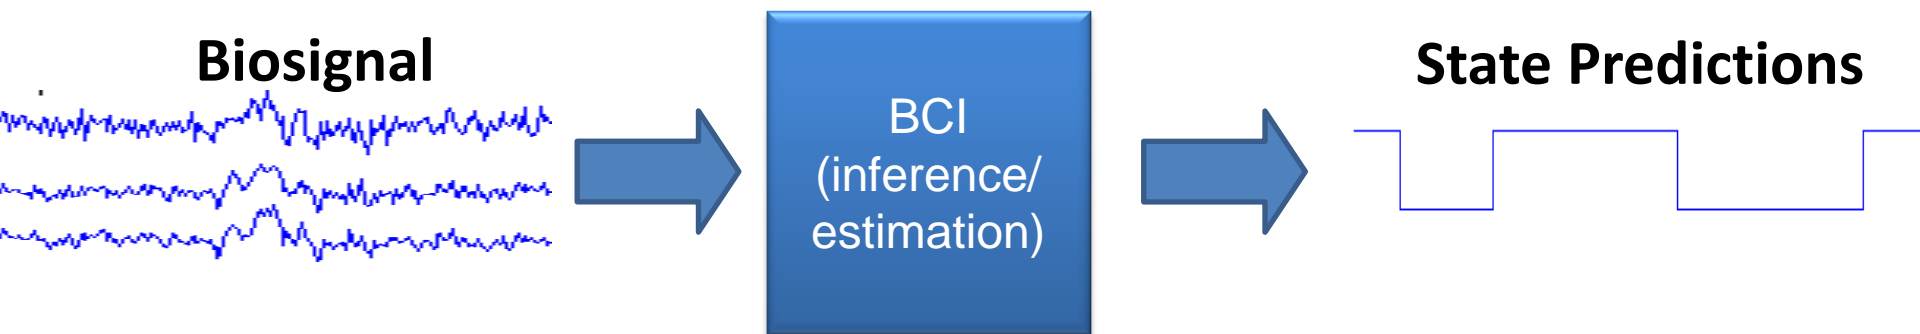 Biosignal
BCI
(inference/
estimation)
State Predictions